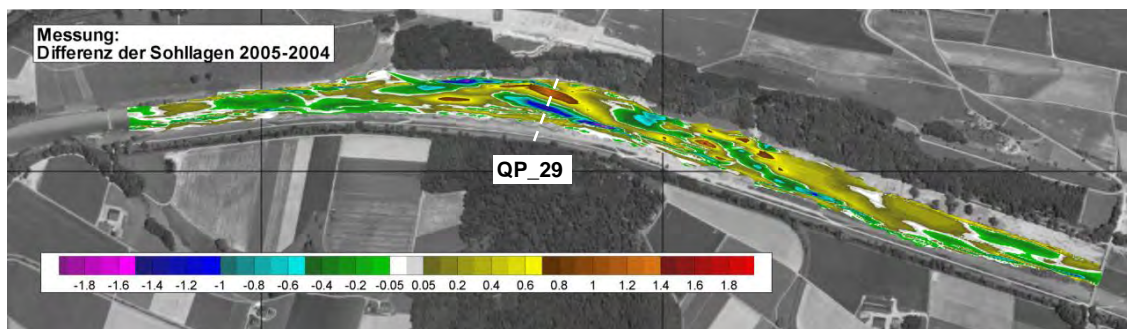 Messung:
Differenz der Sohllagen 2005-2004
QP_29
-1.8 -1.6 -1.4 -1.2 -1 -0.8 -0.6 -0.4 -0.2 -0.05 0.05 0.2 0.4 0.6 0.8 1 1.2 1.4 1.6 1.8